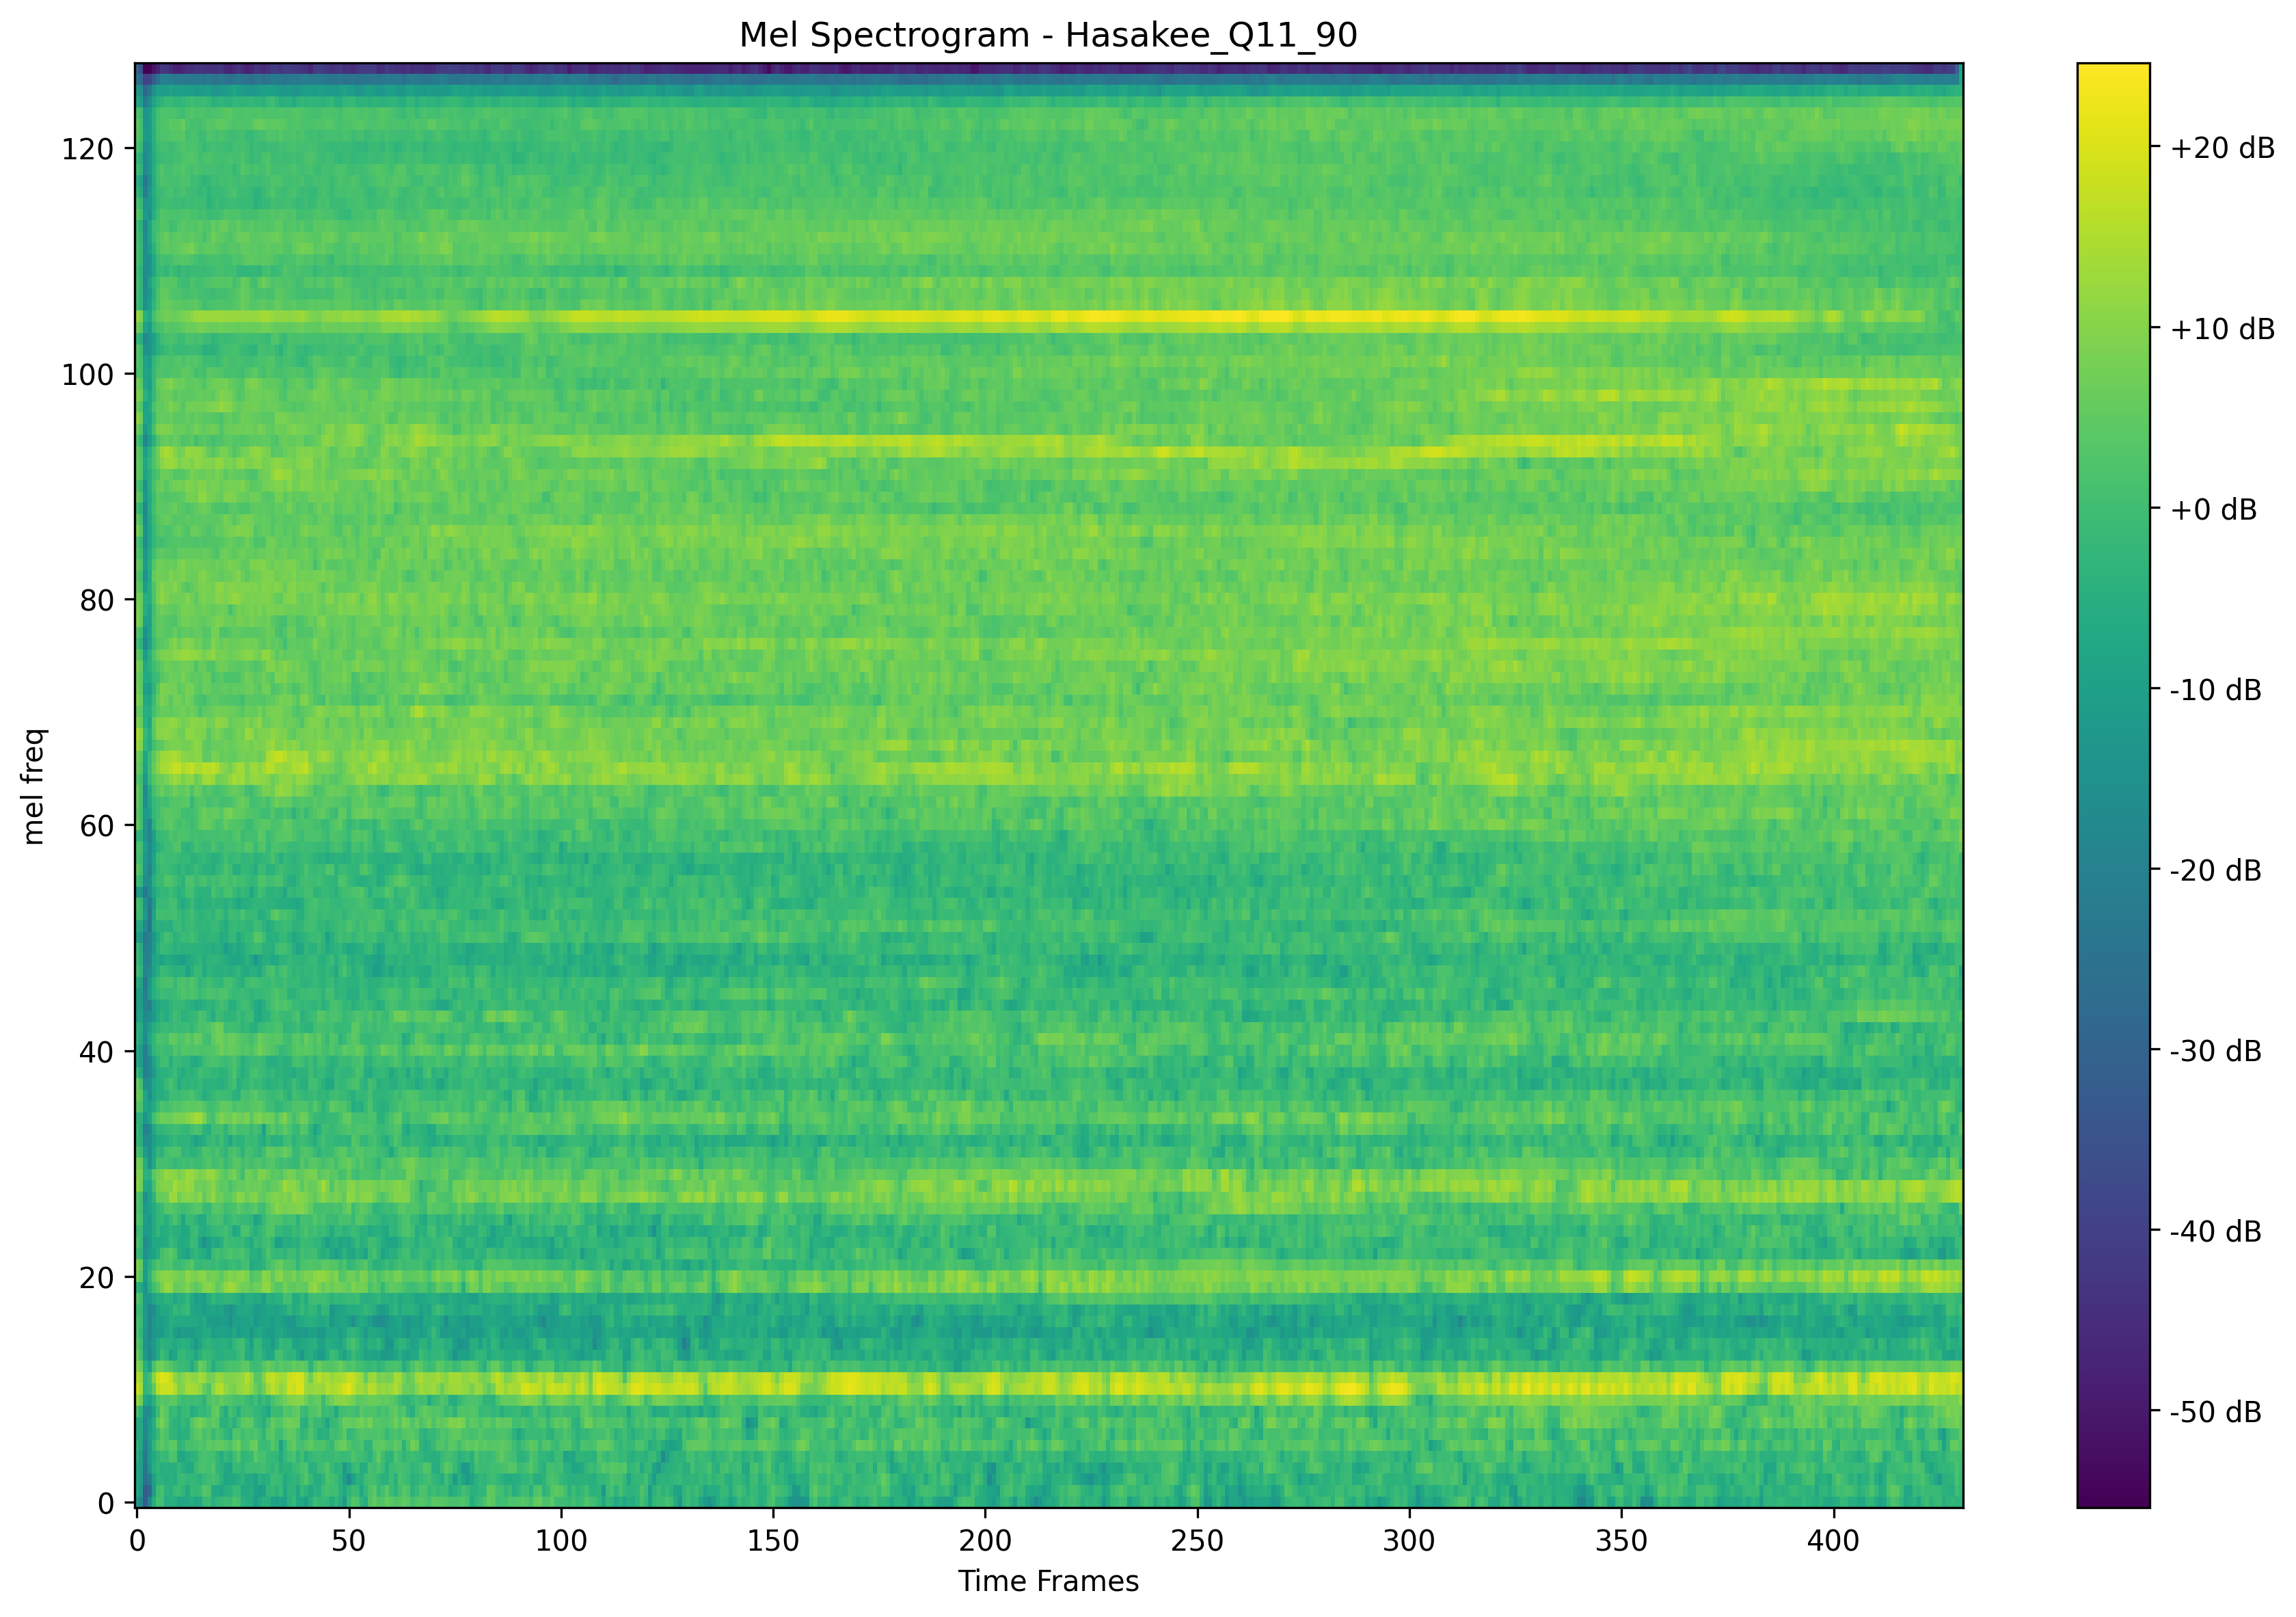 Mel Spectrogram - Hasakee_Q11_90
mel freq
120
100
80
60
40
20
0
0 50 100 150 200 250 300 350 400
Time Frames
+20 dB
+10 dB
+0 dB
-10 dB
-20 dB
-30 dB
-40 dB
-50 dB